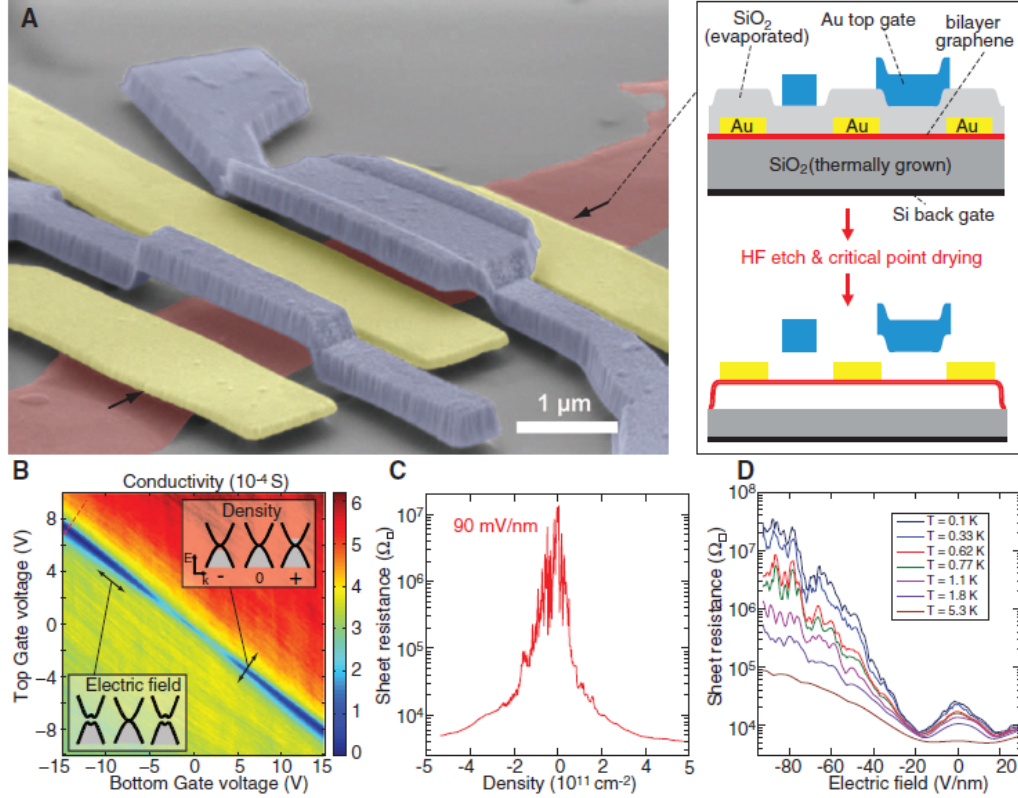 A
1 µm
SiO2
(evaporated)
Au top gate
bilayer
graphene
Au
Au
Au
SiO2(thermally grown)
Si back gate
HF etch & critical point drying
B
Conductivity (10-4 S)
Density
E
k
-
0
+
Electric field
8
4
0
−4
−8
Top Gate voltage (V)
−15
−10
−5
0
5
10
15
Bottom Gate voltage (V)
6
5
4
3
2
1
0
C
90 mV/nm
10^7
10^6
10^5
10^4
Sheet resistance (Ω□)
-5
-4
-2
0
2
4
5
Density (10^11 cm-2)
D
10^8
10^7
10^6
10^5
10^4
Sheet resistance (Ω□)
T = 0.1 K
T = 0.33 K
T = 0.62 K
T = 0.77 K
T = 1.1 K
T = 1.8 K
T = 5.3 K
-80
-60
-40
-20
0
20
Electric field (V/nm)